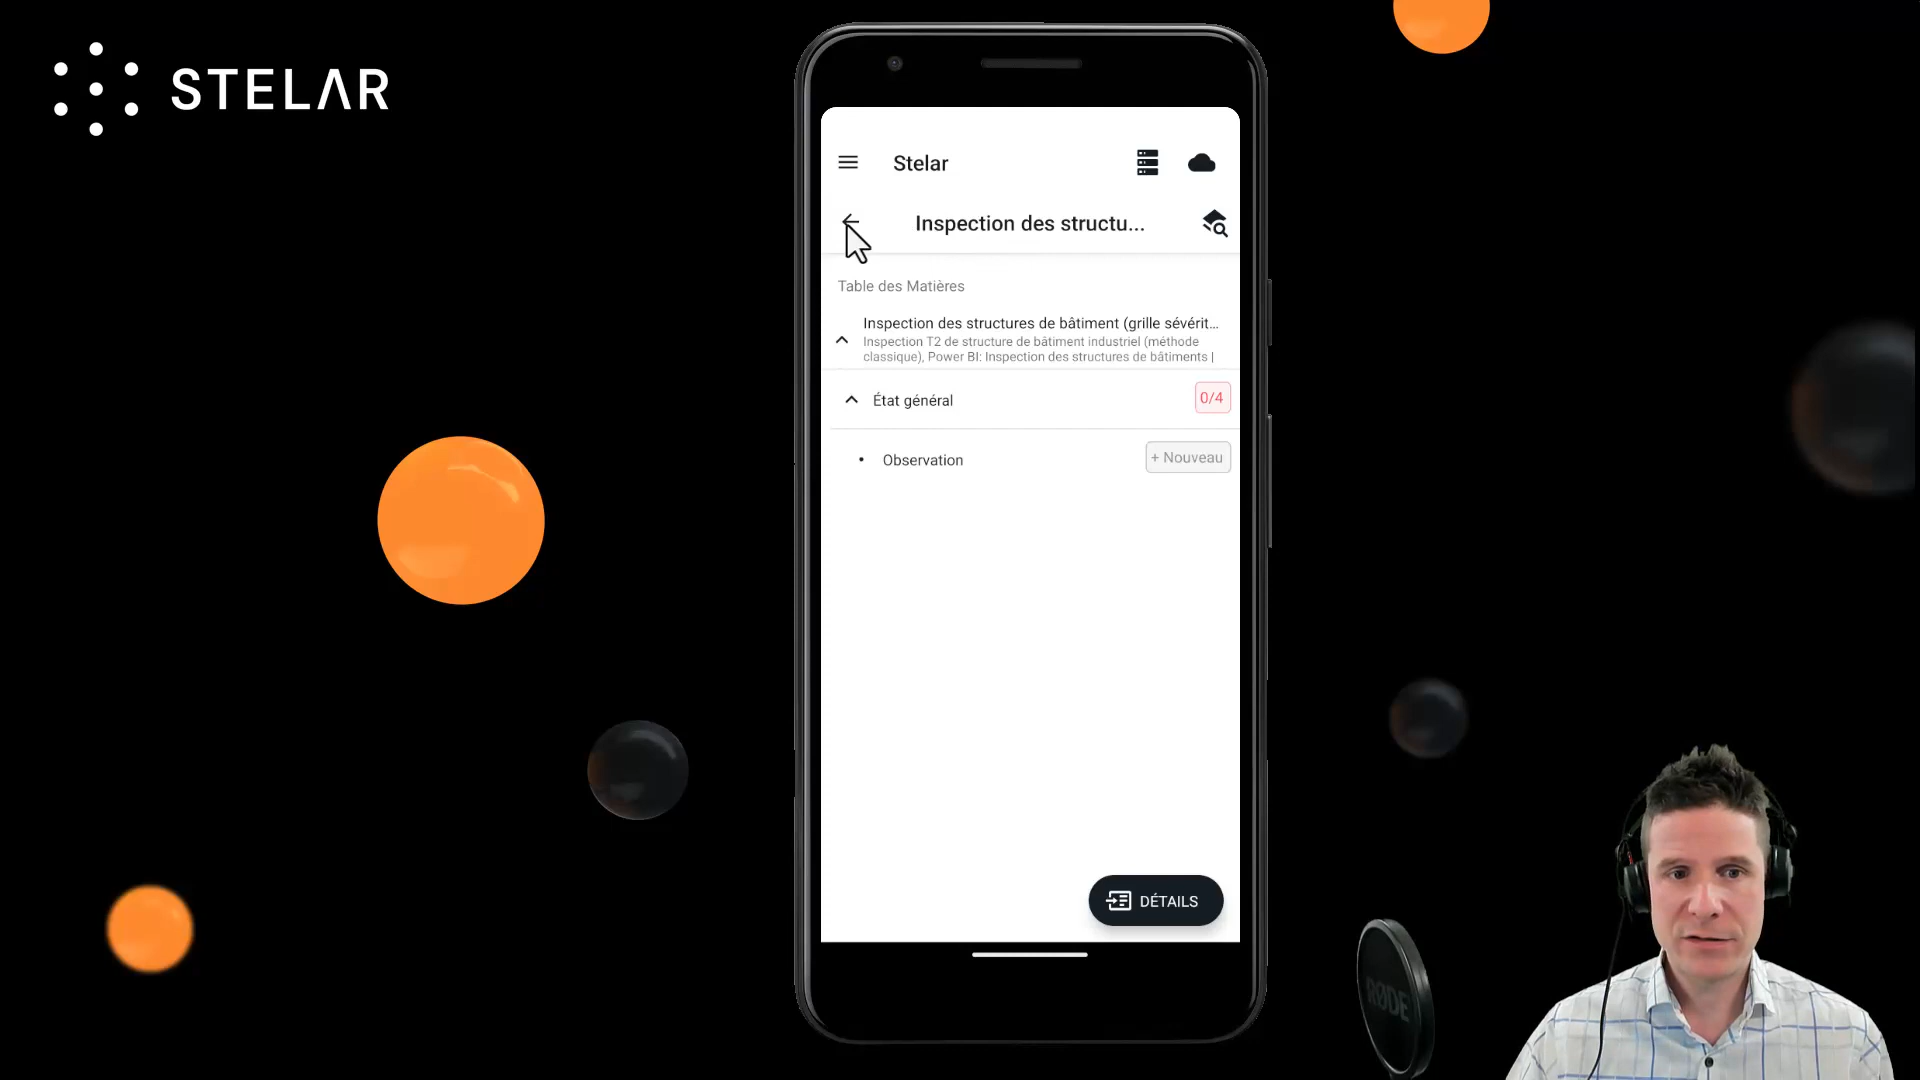 STELAR
Stelar
Inspection des structu...
Table des Matières
Inspection des structures de bâtiment (grille sévérit...
Inspection T2 de structure de bâtiment industriel (méthode
classique), Power BI: Inspection des structures de bâtiments |
État général
0/4
Observation
+ Nouveau
DÉTAILS
RØDE